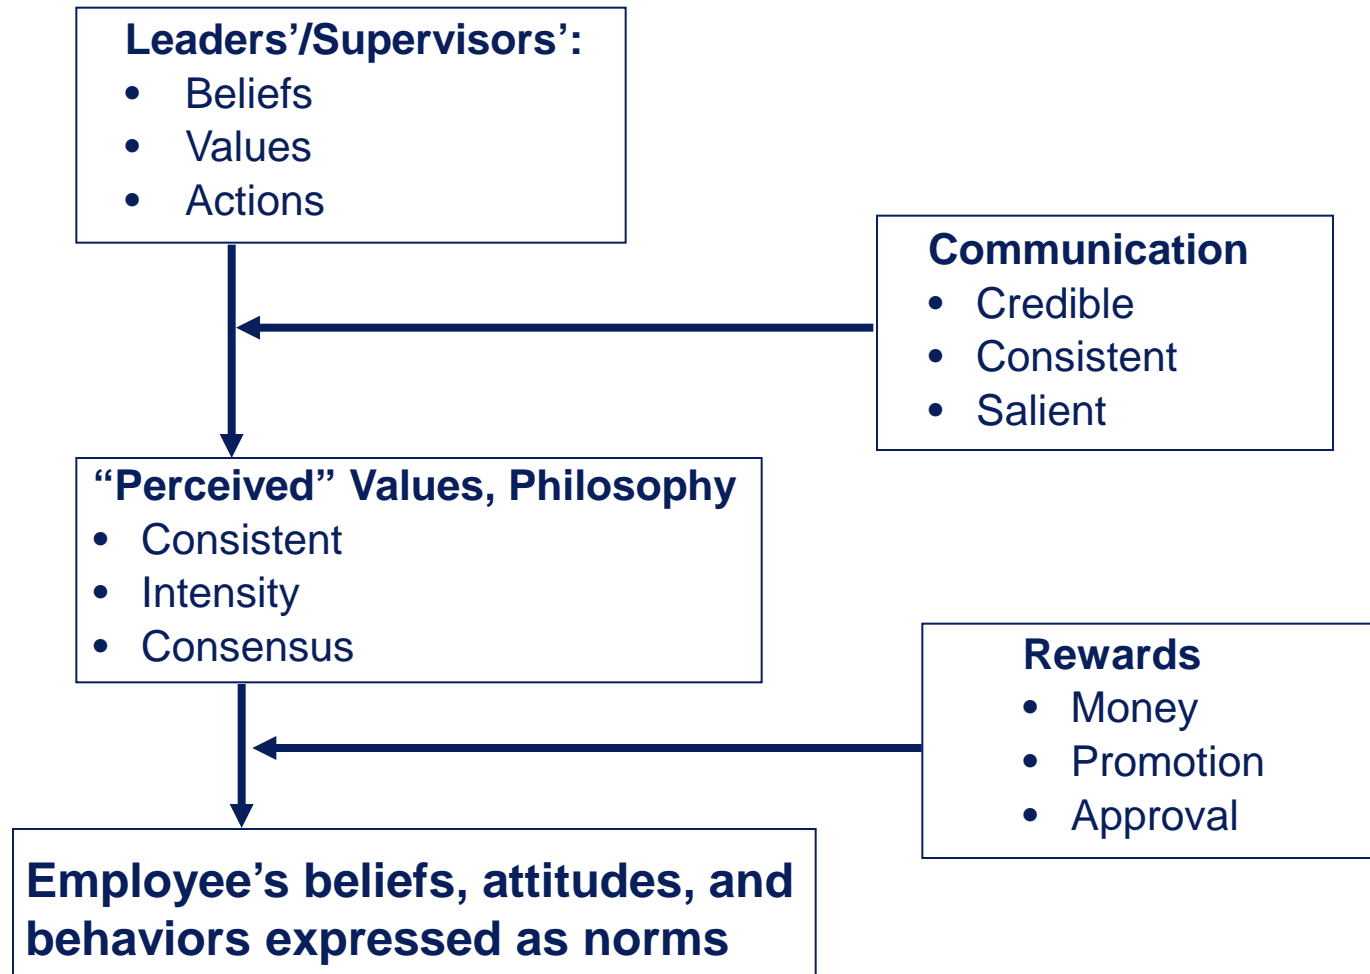 Leaders’/Supervisors’:
• Beliefs
• Values
• Actions
Communication
• Credible
• Consistent
• Salient
“Perceived” Values, Philosophy
• Consistent
• Intensity
• Consensus
Rewards
• Money
• Promotion
• Approval
Employee’s beliefs, attitudes, and
behaviors expressed as norms